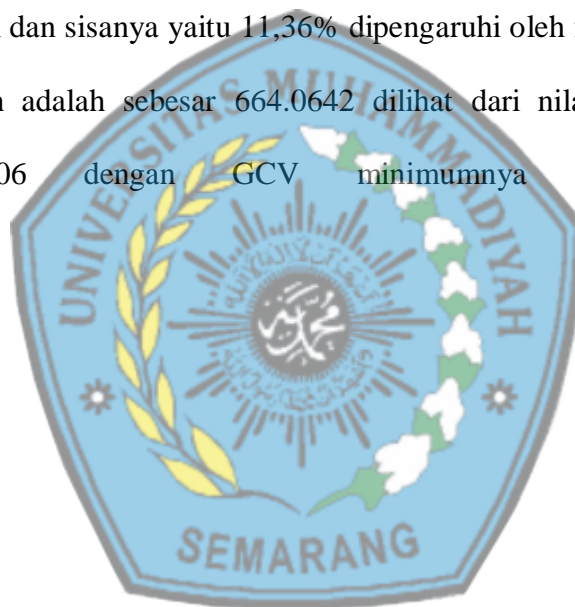 dan sisanya yaitu 11,36% dipengaruhi oleh
adalah sebesar 664.0642 dilihat dari
06 dengan GCV minimumnya
UNIVERSITAS MUHAMMADIYAH
محمدية
SEMARANG